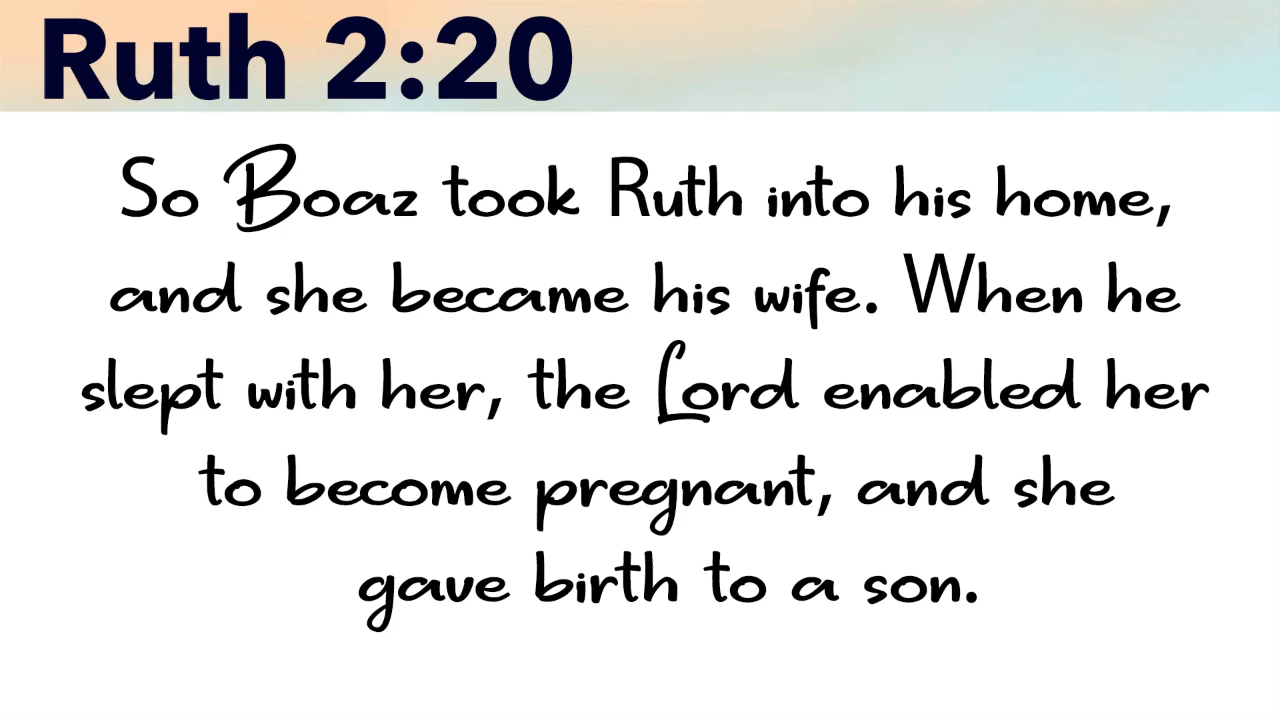 Ruth 2:20
So Boaz took Ruth into his home,
and she became his wife. When he
slept with her, the Lord enabled her
to become pregnant, and she
gave birth to a son.